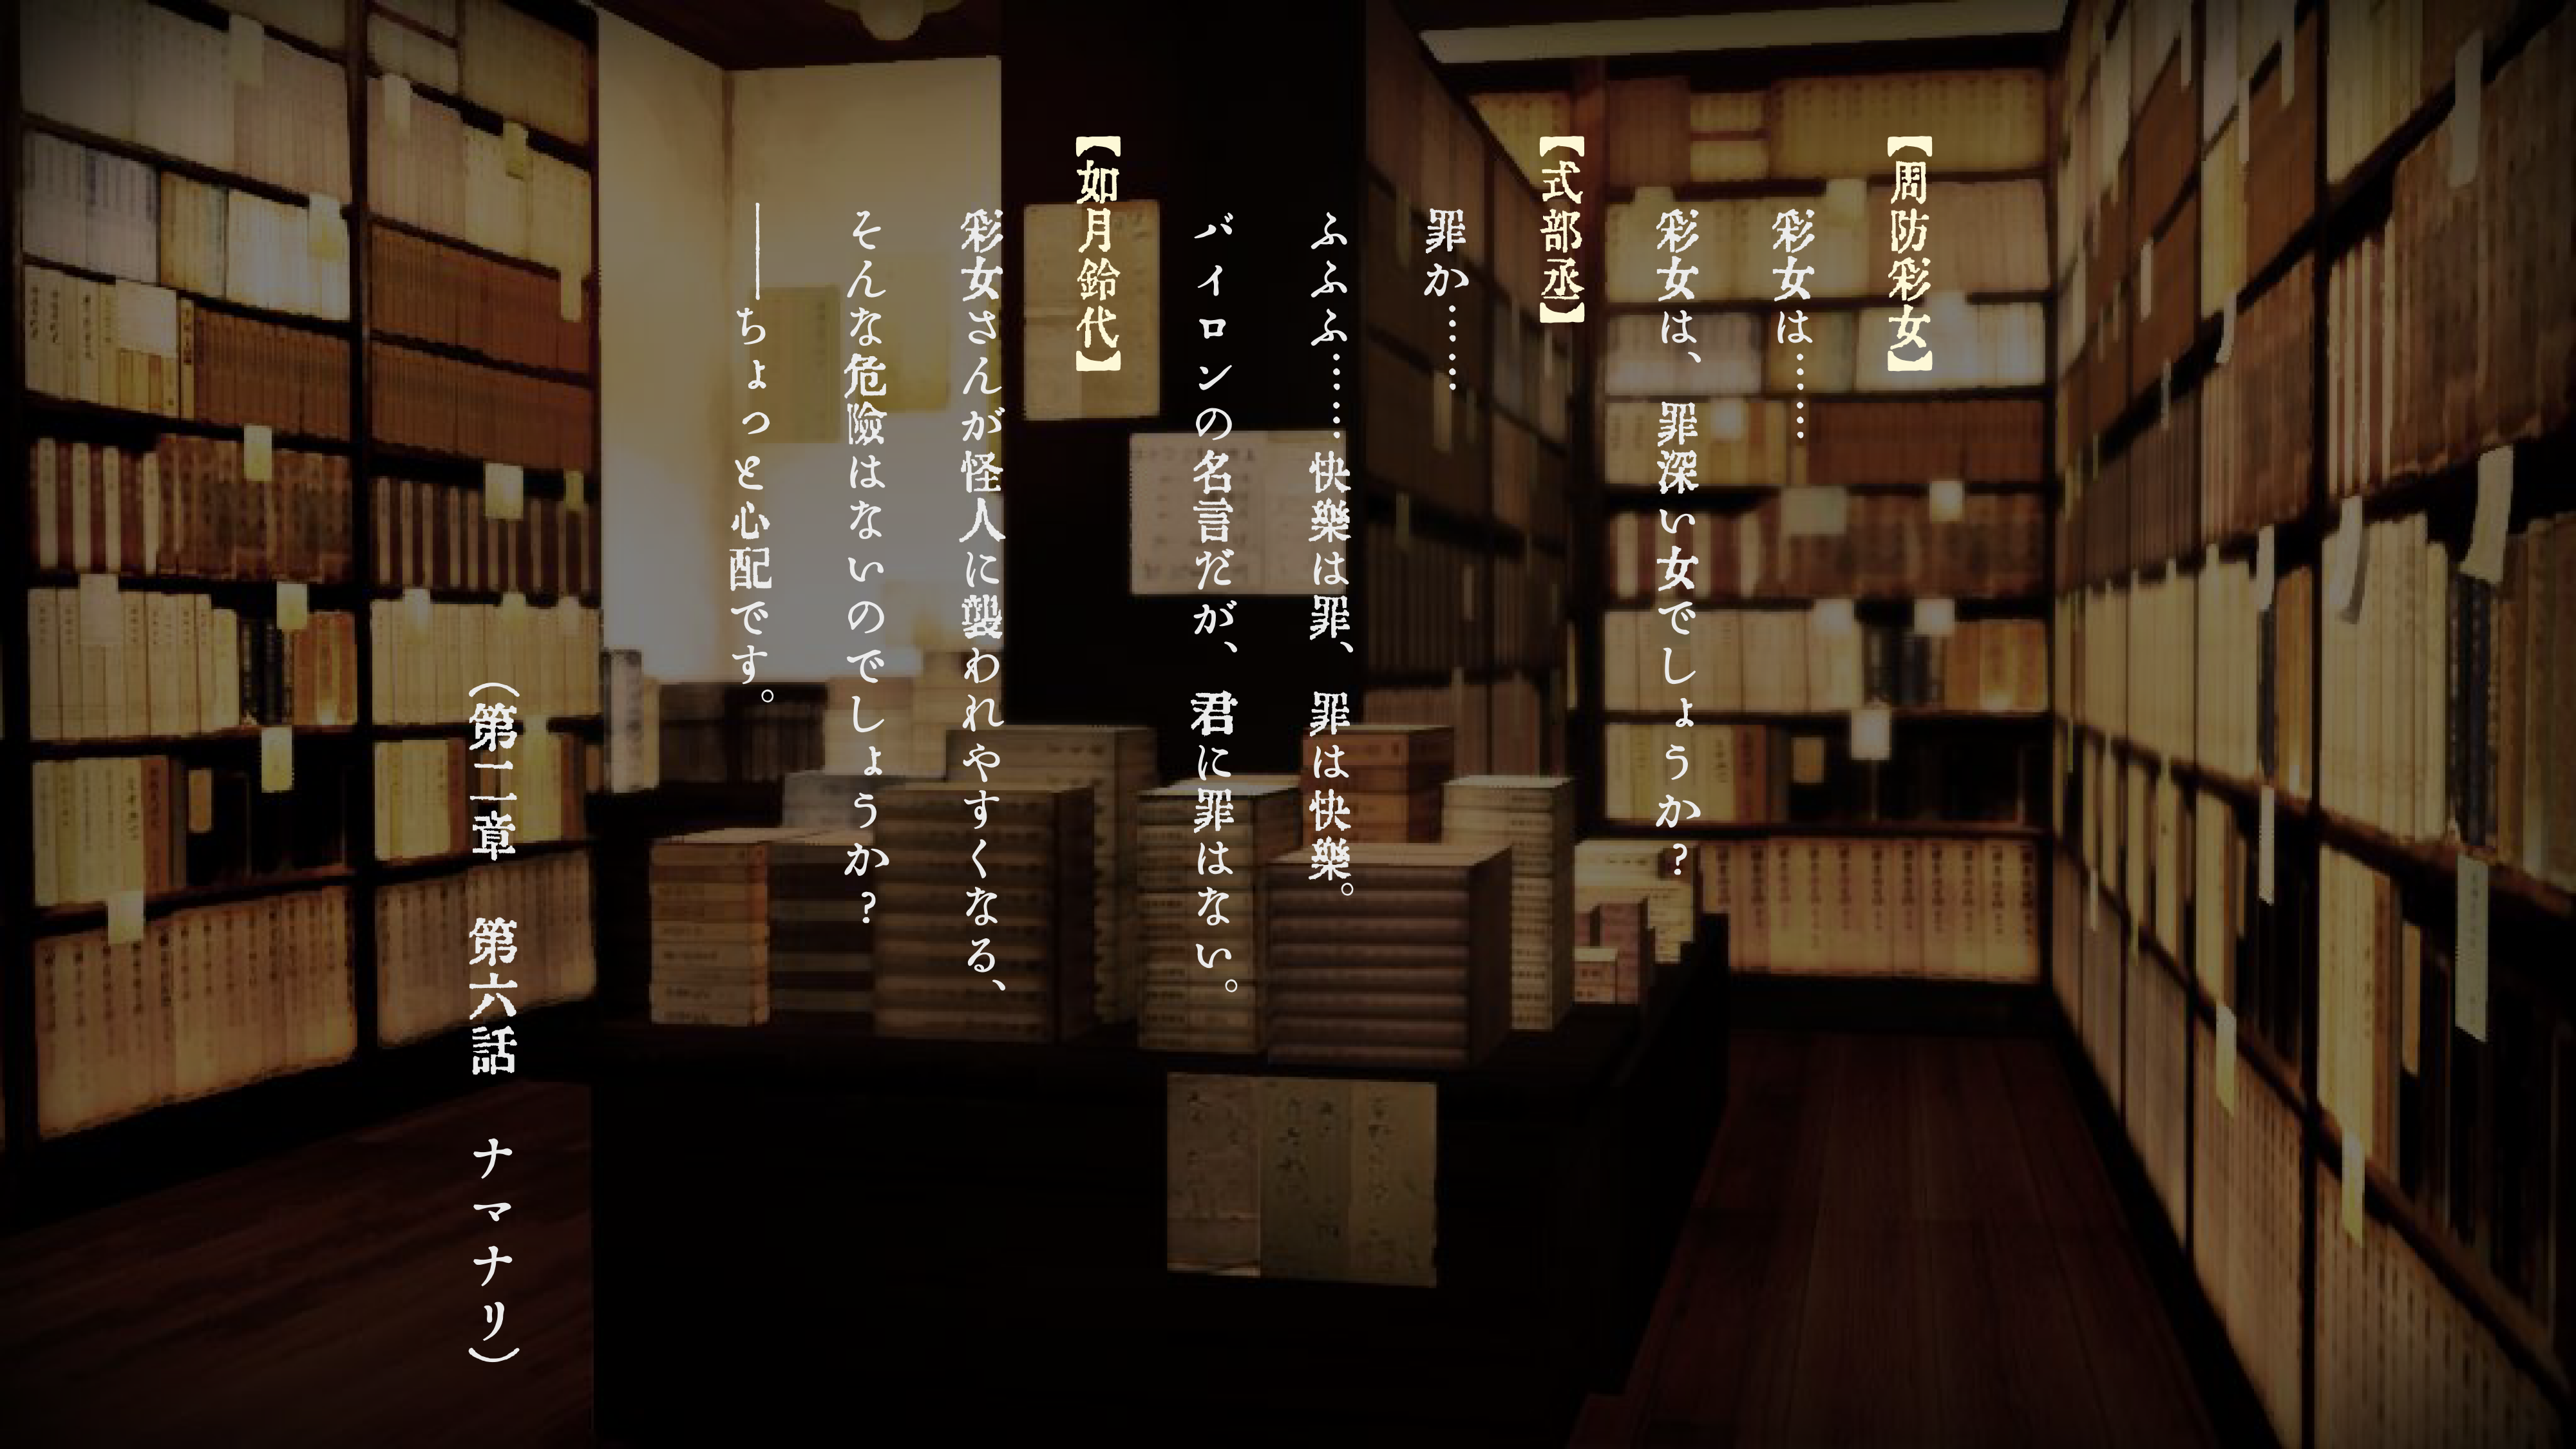 【周防彩女】
彩女は……
彩女は、罪深い女でしょうか?
【式部丞】
罪か……
ふふふ……快樂は罪、罪は快樂。
バイロンの名言だが、君に罪はない。
【如月鈴代】
彩女さんが怪人に襲われやすくなる、
そんな危險はないのでしょうか?
――ちょっと心配です。
(第二章　第六話　ナマナリ)